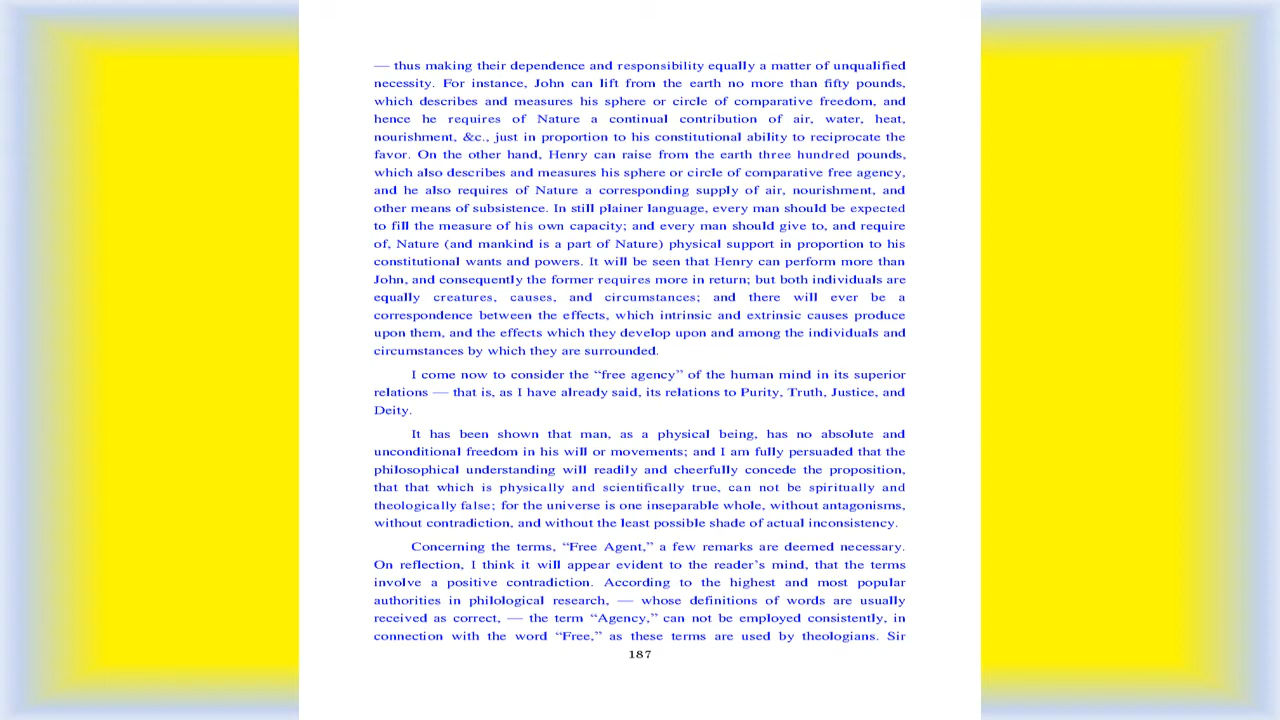 — thus making their dependence and responsibility equally a matter of unqualified
necessity. For instance, John can lift from the earth no more than fifty pounds,
which describes and measures his sphere or circle of comparative freedom, and
hence he requires of Nature a continual contribution of air, water, heat,
nourishment, &c., just in proportion to his constitutional ability to reciprocate the
favor. On the other hand, Henry can raise from the earth three hundred pounds,
which also describes and measures his sphere or circle of comparative free agency,
and he also requires of Nature a corresponding supply of air, nourishment, and
other means of subsistence. In still plainer language, every man should be expected
to fill the measure of his own capacity; and every man should give to, and require
of, Nature (and mankind is a part of Nature) physical support in proportion to his
constitutional wants and powers. It will be seen that Henry can perform more than
John, and consequently the former requires more in return; but both individuals are
equally creatures, causes, and circumstances; and there will ever be a
correspondence between the effects, which intrinsic and extrinsic causes produce
upon them, and the effects which they develop upon and among the individuals and
circumstances by which they are surrounded.
I come now to consider the “free agency” of the human mind in its superior
relations — that is, as I have already said, its relations to Purity, Truth, Justice, and
Deity.
It has been shown that man, as a physical being, has no absolute and
unconditional freedom in his will or movements; and I am fully persuaded that the
philosophical understanding will readily and cheerfully concede the proposition,
that that which is physically and scientifically true, can not be spiritually and
theologically false; for the universe is one inseparable whole, without antagonisms,
without contradiction, and without the least possible shade of actual inconsistency.
Concerning the terms, “Free Agent,” a few remarks are deemed necessary.
On reflection, I think it will appear evident to the reader’s mind, that the terms
involve a positive contradiction. According to the highest and most popular
authorities in philological research, — whose definitions of words are usually
received as correct, — the term “Agency,” can not be employed consistently, in
connection with the word “Free,” as these terms are used by theologians. Sir
187